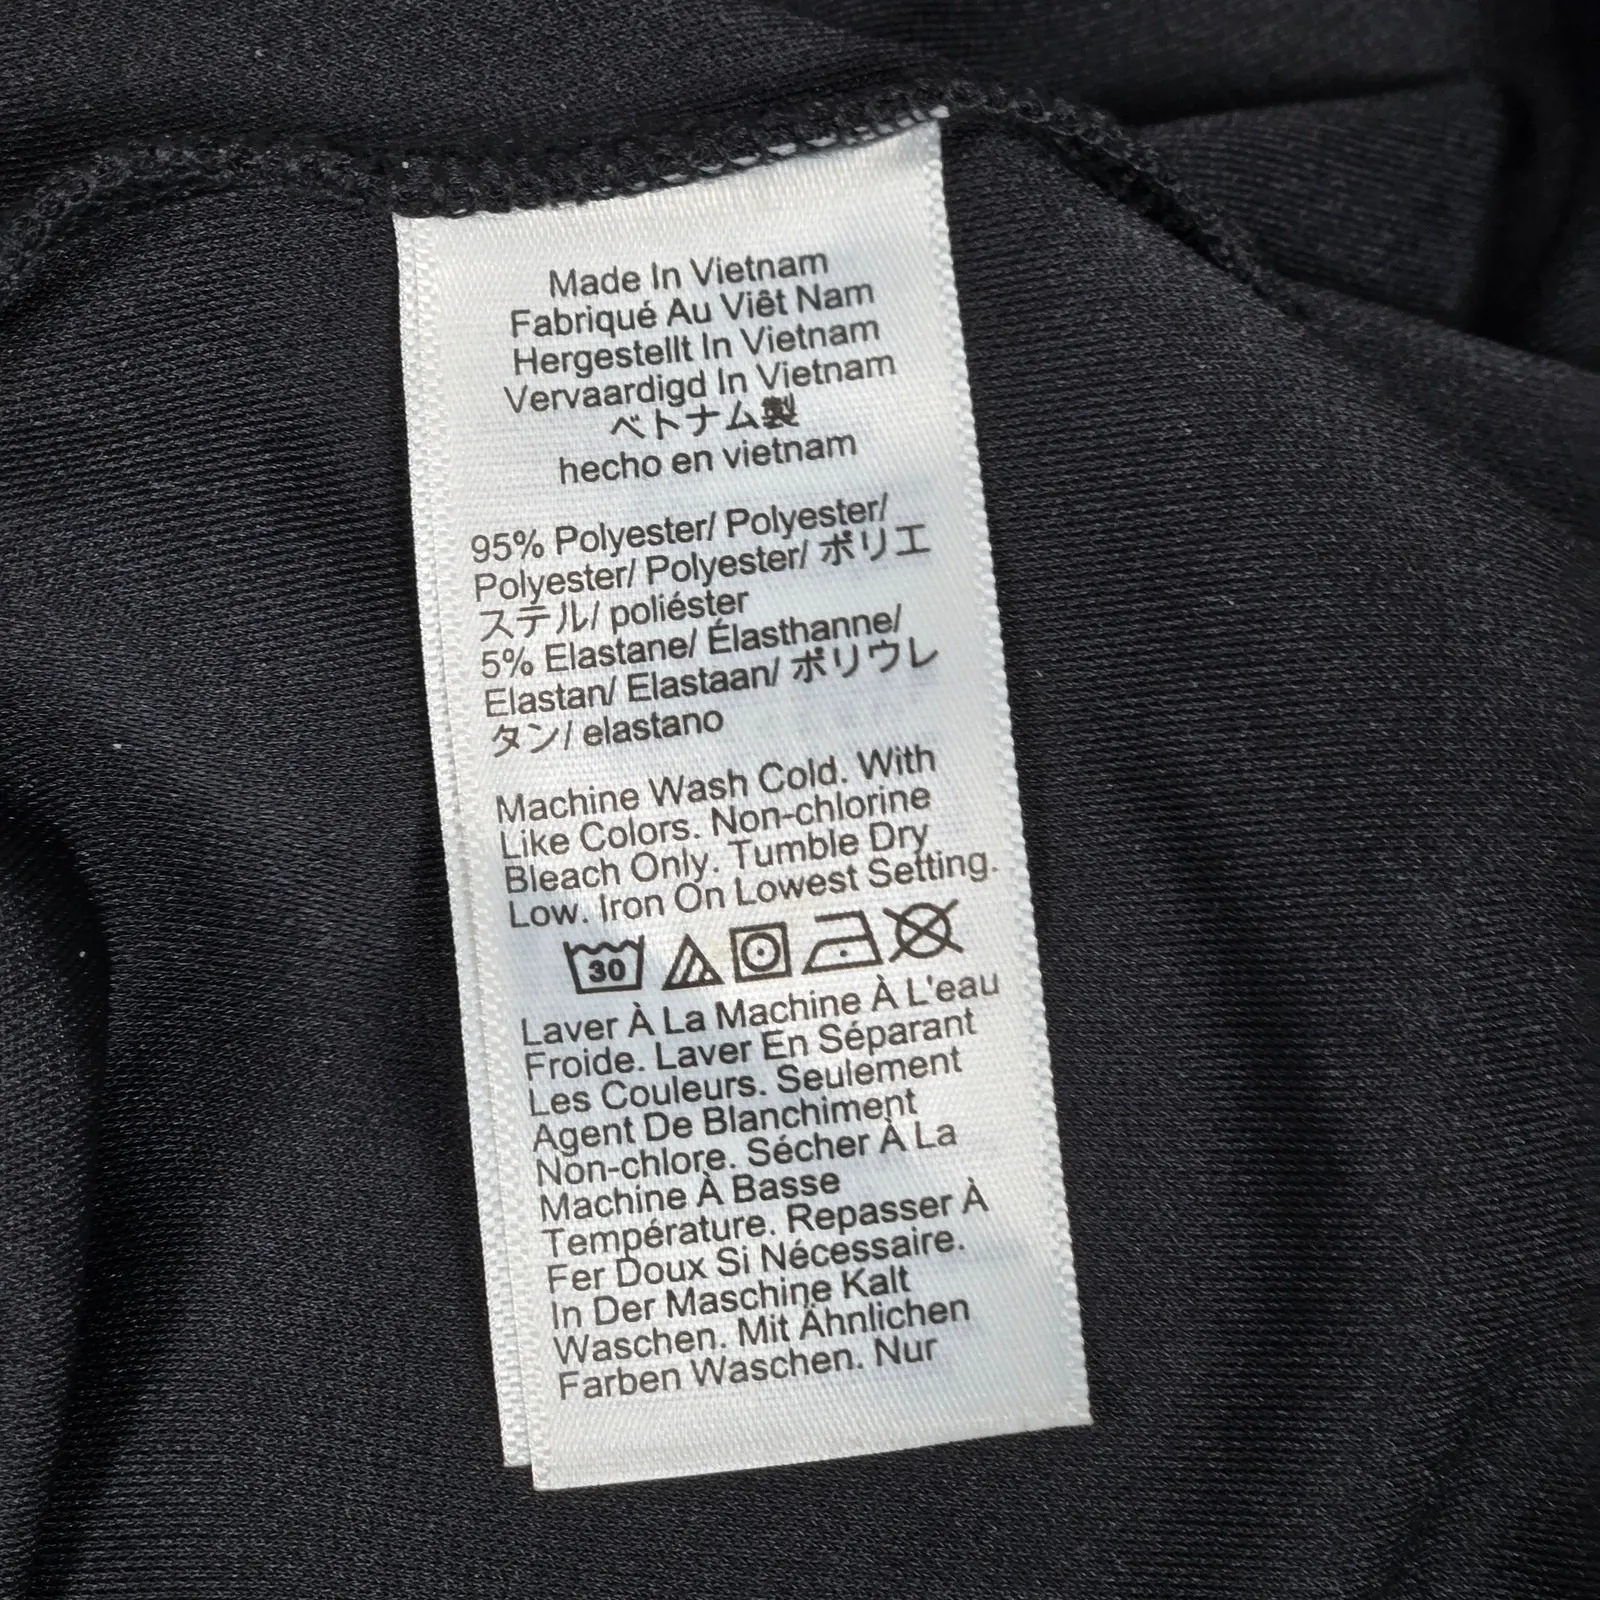 Made In Vietnam
Fabriqué Au Viêt Nam
Hergestellt In Vietnam
Vervaardigd In Vietnam
ベトナム製
hecho en vietnam
95% Polyester/ Polyester/
Polyester/ Polyester/ ポリエ
ステル/ poliéster
5% Elastane/ Élasthanne/
Elastan/ Elastaan/ ポリウレ
タン/ elastano
Machine Wash Cold. With
Like Colors. Non-chlorine
Bleach Only. Tumble Dry
Low. Iron On Lowest Setting.
30
Laver À La Machine À L'eau
Froide. Laver En Séparant
Les Couleurs. Seulement
Agent De Blanchiment
Non-chlore. Sécher À La
Machine À Basse
Température. Repasser À
Fer Doux Si Nécessaire.
In Der Maschine Kalt
Waschen. Mit Ähnlichen
Farben Waschen. Nur